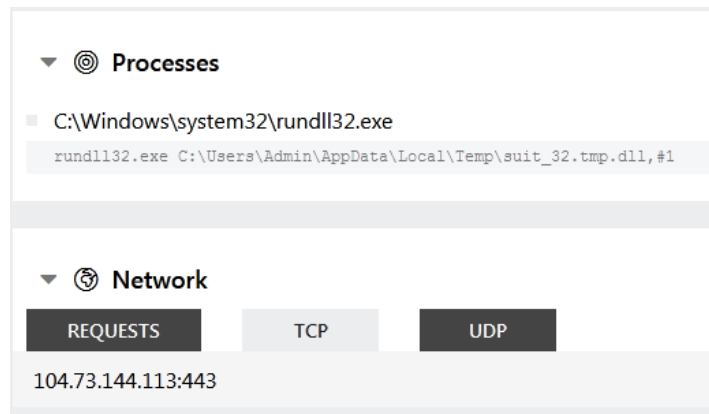 Processes
C:\Windows\system32\rundll32.exe
rundll32.exe C:\Users\Admin\AppData\Local\Temp\suit_32.tmp.dll,#1
Network
REQUESTS TCP UDP
104.73.144.113:443